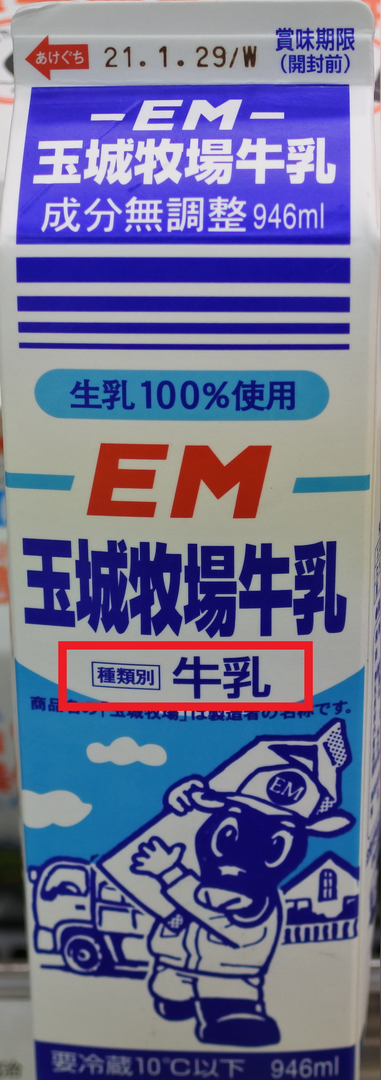 あけぐち 21.1.29/W 賞味期限
(開封前)
-EM-
玉城牧場牛乳
成分無調整 946ml
生乳100%使用
EM
玉城牧場牛乳
種類別 牛乳
商品名の「玉城牧場」は製造者の名称です。
EM
要冷蔵10℃以下 946ml